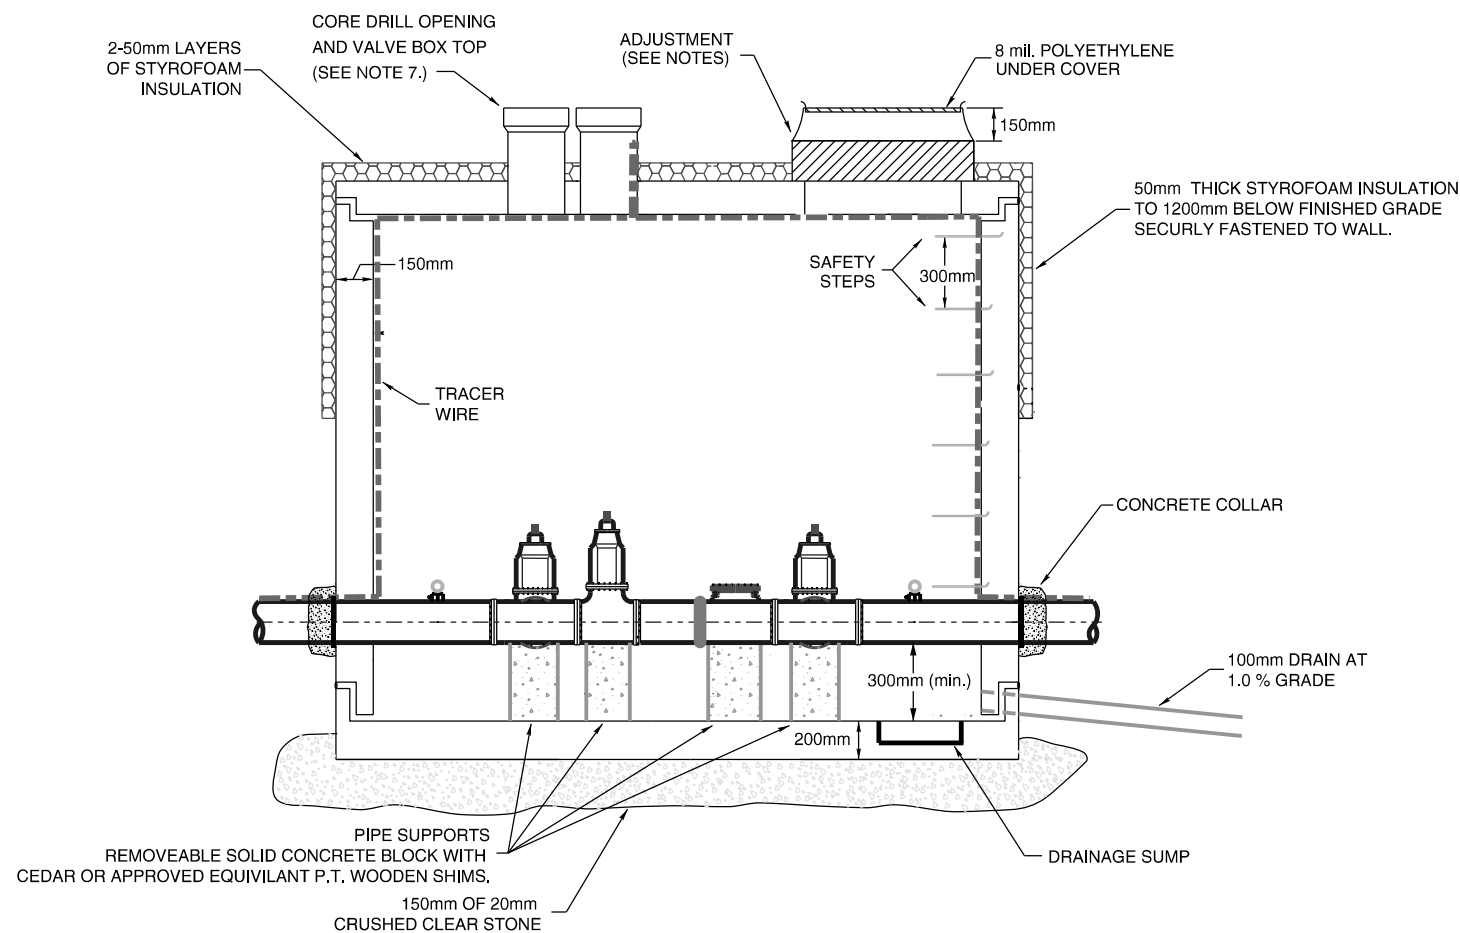 CORE DRILL OPENING
AND VALVE BOX TOP
(SEE NOTE 7.)
2-50mm LAYERS
OF STYROFOAM
INSULATION
ADJUSTMENT
(SEE NOTES)
8 mil. POLYETHYLENE
UNDER COVER
150mm
50mm THICK STYROFOAM INSULATION
TO 1200mm BELOW FINISHED GRADE
SECURLY FASTENED TO WALL.
150mm
SAFETY
STEPS
300mm
TRACER
WIRE
CONCRETE COLLAR
300mm (min.)
100mm DRAIN AT
1.0 % GRADE
200mm
PIPE SUPPORTS
REMOVEABLE SOLID CONCRETE BLOCK WITH
CEDAR OR APPROVED EQUIVILANT P.T. WOODEN SHIMS.
DRAINAGE SUMP
150mm OF 20mm
CRUSHED CLEAR STONE